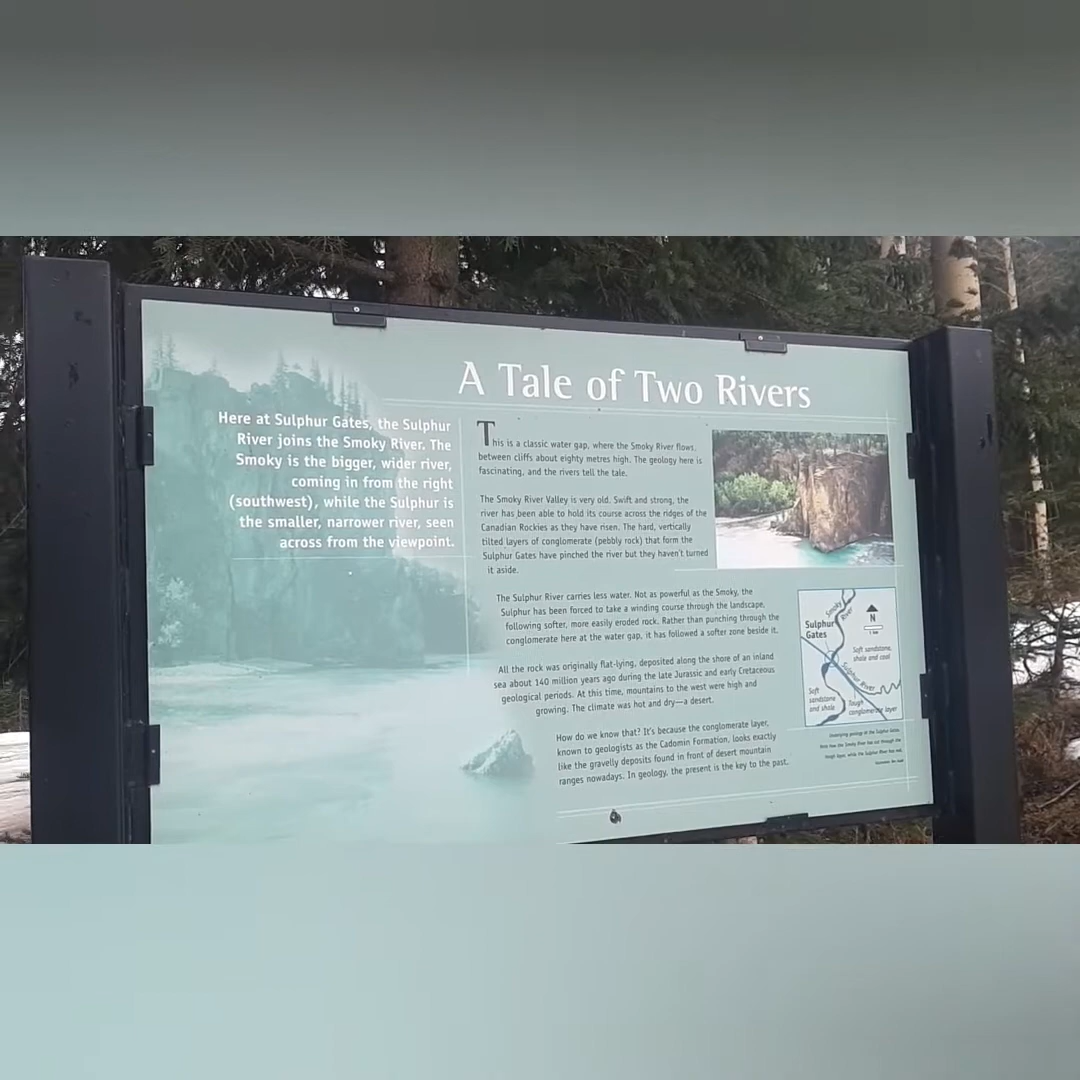 A Tale of Two Rivers
Here at Sulphur Gates, the Sulphur
River joins the Smoky River. The
Smoky is the bigger, wider river,
coming in from the right
(southwest), while the Sulphur is
the smaller, narrower river, seen
across from the viewpoint.
This is a classic water gap, where the Smoky River flows,
between cliffs about eighty metres high. The geology here is
fascinating, and the rivers tell the tale.
The Smoky River Valley is very old. Swift and strong, the
river has been able to hold its course across the ridges of the
Canadian Rockies as they have risen. The hard, vertically
tilted layers of conglomerate (pebbly rock) that form the
Sulphur Gates have pinched the river but they haven't turned
it aside.
The Sulphur River carries less water. Not as powerful as the Smoky, the
Sulphur has been forced to take a winding course through the landscape,
following softer, more easily eroded rock. Rather than punching through the
conglomerate here at the water gap, it has followed a softer zone beside it.
All the rock was originally flat-lying, deposited along the shore of an inland
sea about 140 million years ago during the late Jurassic and early Cretaceous
geological periods. At this time, mountains to the west were high and
growing. The climate was hot and dry—a desert.
How do we know that? It's because the conglomerate layer,
known to geologists as the Cadomin Formation, looks exactly
like the gravelly deposits found in front of desert mountain
ranges nowadays. In geology, the present is the key to the past.
Smoky
River
N
1 km
Sulphur
Gates
Soft sandstone,
shale and coal
Sulphur River
Soft
sandstone
and shale
Tough
conglomerate layer